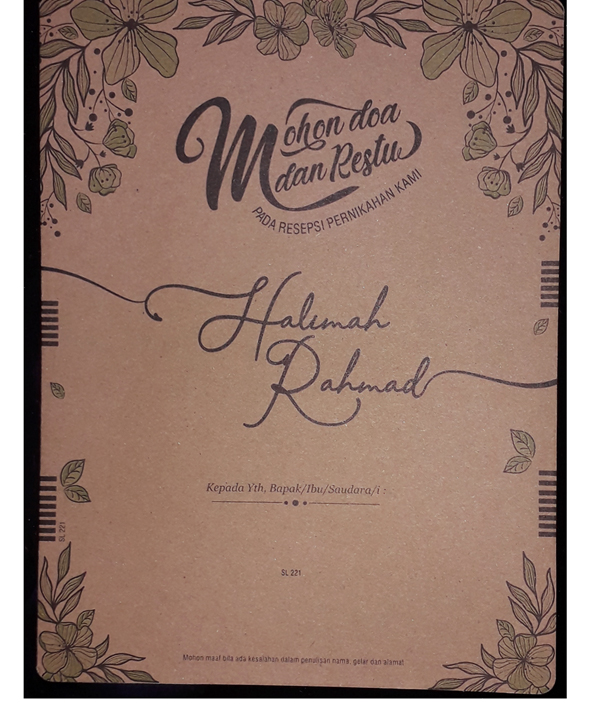 Mohon doa
dan Restu
PADA RESEPSI PERNIKAHAN KAMI
Halimah
Rahmad
Kepada Yth, Bapak/Ibu/Saudara/i :
SL 221
SL 221
Mohon maaf bila ada kesalahan dalam penulisan nama, gelar dan alamat